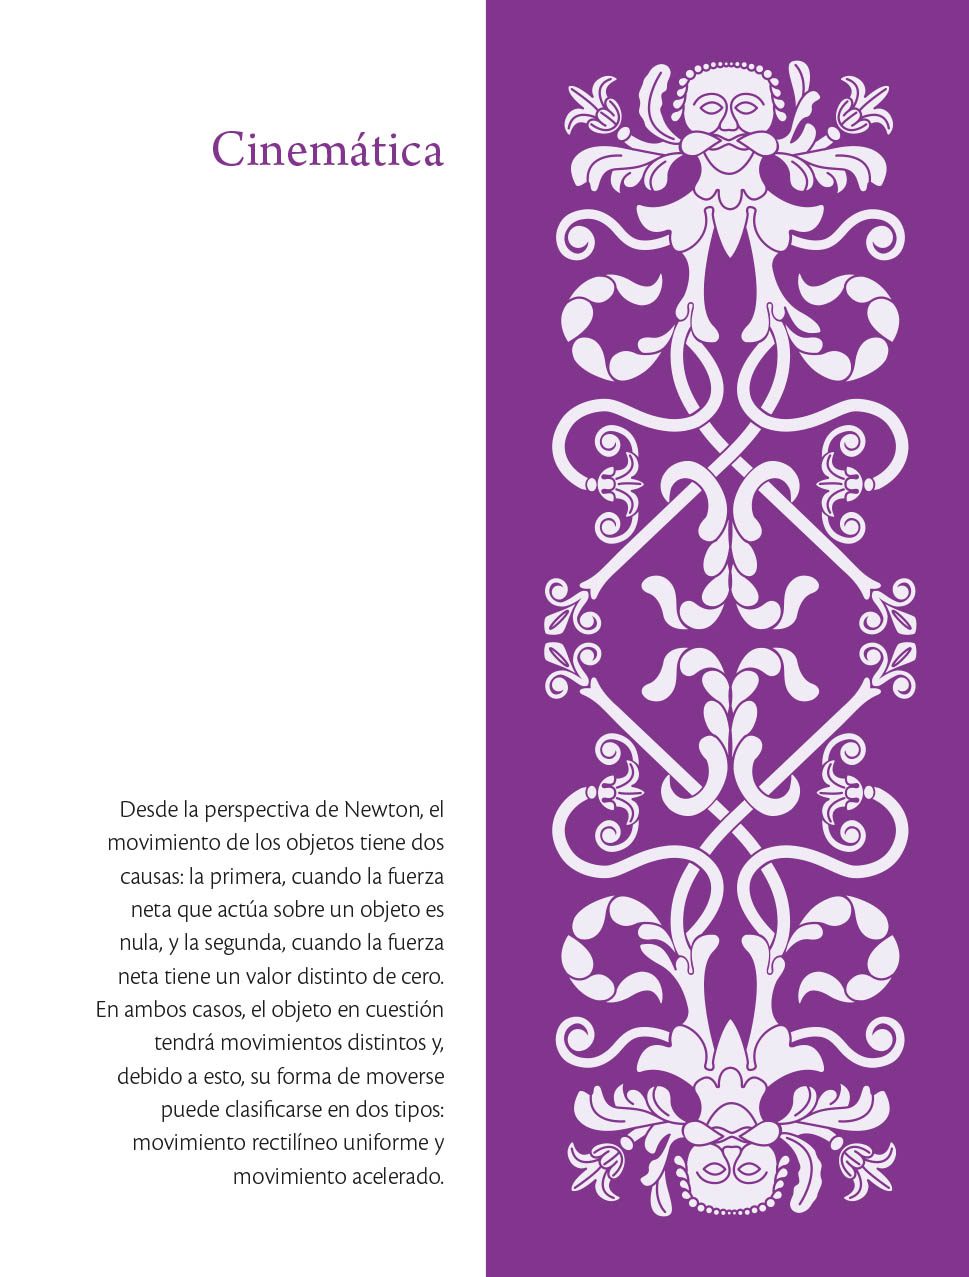 Cinemática
Desde la perspectiva de Newton, el
movimiento de los objetos tiene dos
causas: la primera, cuando la fuerza
neta que actúa sobre un objeto es
nula, y la segunda, cuando la fuerza
neta tiene un valor distinto de cero.
En ambos casos, el objeto en cuestión
tendrá movimientos distintos y,
debido a esto, su forma de moverse
puede clasificarse en dos tipos:
movimiento rectilíneo uniforme y
movimiento acelerado.